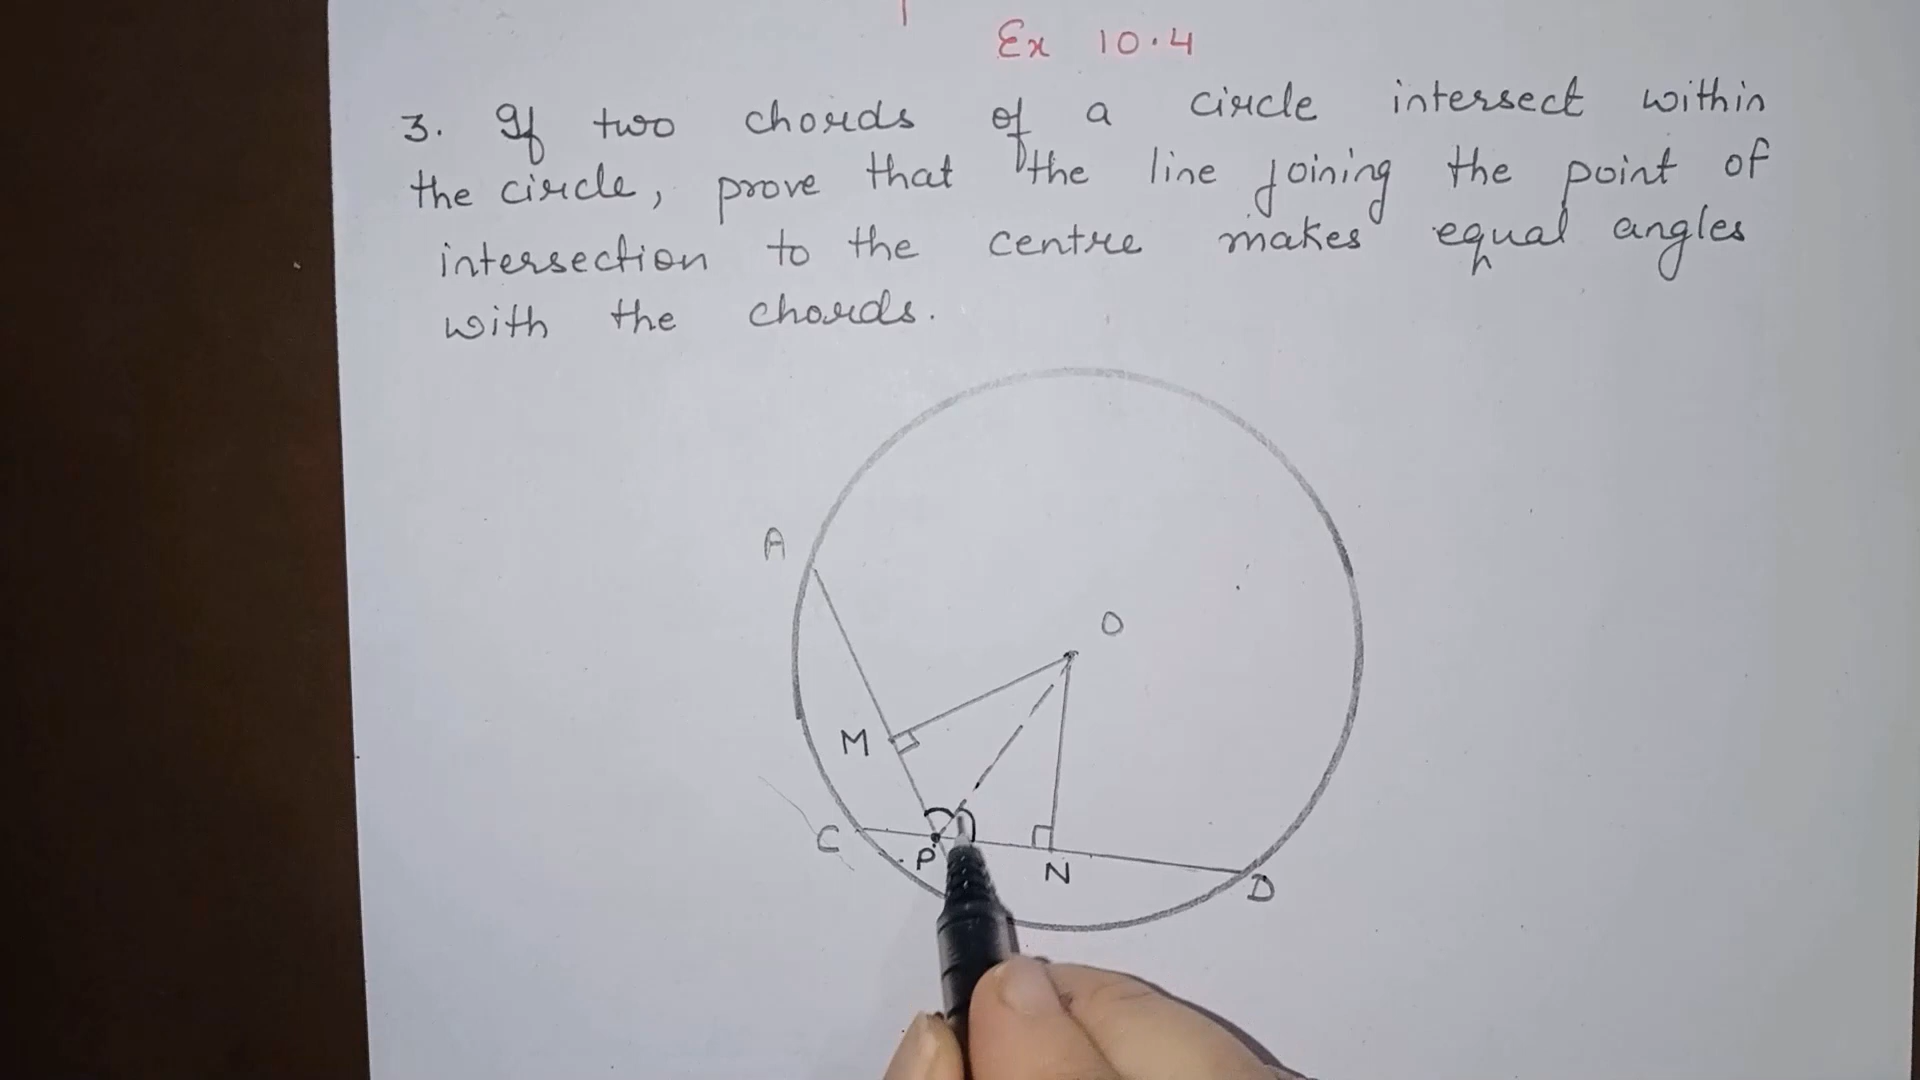 Ex 10.4
3. If two chords of a circle intersect within
the circle, prove that the line joining the point of
intersection to the centre makes equal angles
with the chords.
A
O
M
C
P
N
D